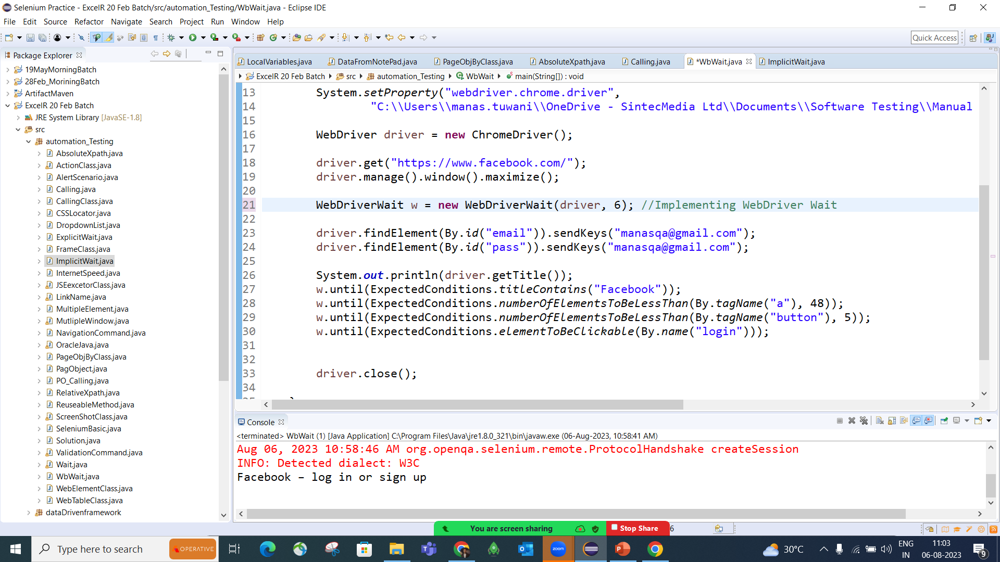 Selenium Practice - ExcelR 20 Feb Batch/src/automation_Testing/WbWait.java - Eclipse IDE
File Edit Source Refactor Navigate Search Project Run Window Help
Quick Access
Package Explorer
19MayMorningBatch
28Feb_MoriningBatch
ArtifactMaven
ExcelR 20 Feb Batch
JRE System Library [JavaSE-1.8]
src
automation_Testing
AbsoluteXpath.java
ActionClass.java
AlertScenario.java
Calling.java
CallingClass.java
CSSLocator.java
DropdownList.java
ExplicitWait.java
FrameClass.java
ImplicitWait.java
InternetSpeed.java
JSEexcetorClass.java
LinkName.java
MultipleElement.java
MutlipleWindow.java
NavigationCommand.java
OracleJava.java
PageObjByClass.java
PagObject.java
PO_Calling.java
RelativeXpath.java
ReuseableMethod.java
ScreenShotClass.java
SeleniumBasic.java
Solution.java
ValidationCommand.java
Wait.java
WbWait.java
WebElementClass.java
WebTableClass.java
dataDrivenframework
LocalVariables.java DataFromNotePad.java PageObjByClass.java AbsoluteXpath.java Calling.java *WbWait.java ImplicitWait.java
ExcelR 20 Feb Batch src automation_Testing WbWait main(String[]) : void
13 System.setProperty("webdriver.chrome.driver",
14 "C:\\Users\\manas.tuwani\\OneDrive - SintecMedia Ltd\\Documents\\Software Testing\\Manual
15
16 WebDriver driver = new ChromeDriver();
17
18 driver.get("https://www.facebook.com/");
19 driver.manage().window().maximize();
20
21 WebDriverWait w = new WebDriverWait(driver, 6); //Implementing WebDriver Wait
22
23 driver.findElement(By.id("email")).sendKeys("manasqa@gmail.com");
24 driver.findElement(By.id("pass")).sendKeys("manasqa@gmail.com");
25
26 System.out.println(driver.getTitle());
27 w.until(ExpectedConditions.titleContains("Facebook"));
28 w.until(ExpectedConditions.numberOfElementsToBeLessThan(By.tagName("a"), 48));
29 w.until(ExpectedConditions.numberOfElementsToBeLessThan(By.tagName("button"), 5));
30 w.until(ExpectedConditions.elementToBeClickable(By.name("login")));
31
32
33 driver.close();
34
Console
<terminated> WbWait (1) [Java Application] C:\Program Files\Java\jre1.8.0_321\bin\javaw.exe (06-Aug-2023, 10:58:41 AM)
Aug 06, 2023 10:58:46 AM org.openqa.selenium.remote.ProtocolHandshake createSession
INFO: Detected dialect: W3C
Facebook – log in or sign up
You are screen sharing Stop Share 6
Type here to search OPERATIVE zoom 30°C ENG IN 11:03 06-08-2023 9